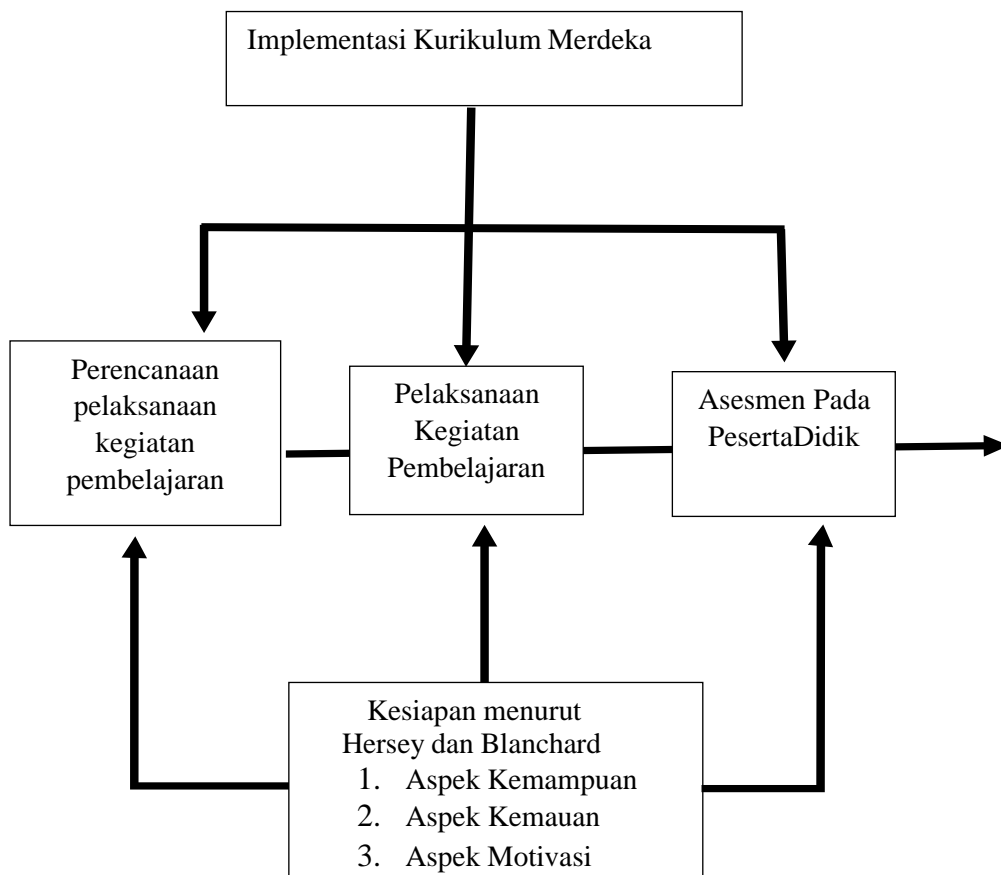 Implementasi Kurikulum Merdeka
Perencanaan
pelaksanaan
kegiatan
pembelajaran
Pelaksanaan
Kegiatan
Pembelajaran
Asesmen Pada
PesertaDidik
Kesiapan menurut
Hersey dan Blanchard
1. Aspek Kemampuan
2. Aspek Kemauan
3. Aspek Motivasi